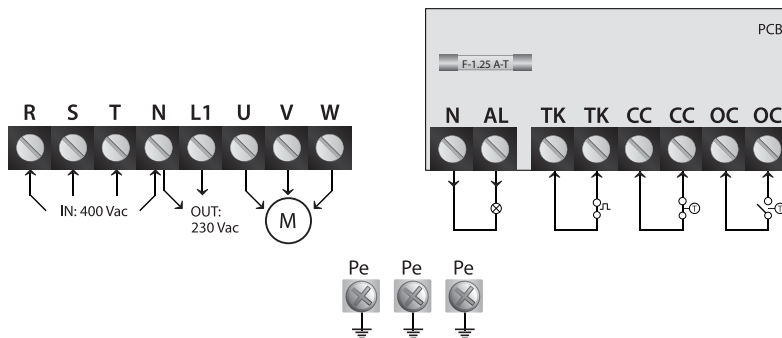 PCB
F-1.25 A-T
R S T N L1 U V W
N AL TK TK CC CC OC OC
IN: 400 Vac
OUT:
230 Vac
M
T
T
Pe Pe Pe